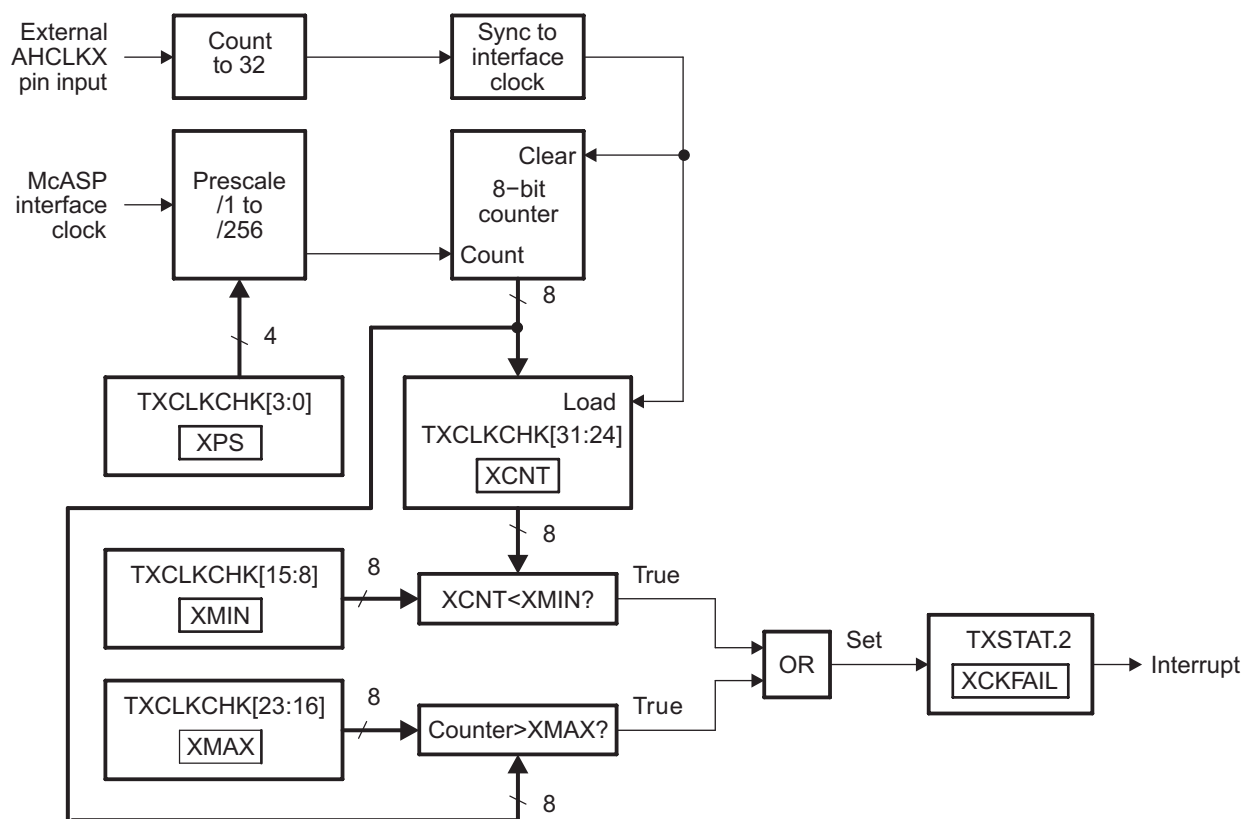 External
AHCLKX
pin input
Count
to 32
Sync to
interface
clock
McASP
interface
clock
Prescale
/1 to
/256
Clear
8−bit
counter
Count
8
4
TXCLKCHK[3:0]
XPS
Load
TXCLKCHK[31:24]
XCNT
8
TXCLKCHK[15:8]
XMIN
8
XCNT<XMIN?
True
TXCLKCHK[23:16]
XMAX
8
Counter>XMAX?
True
8
OR
Set
TXSTAT.2
XCKFAIL
Interrupt